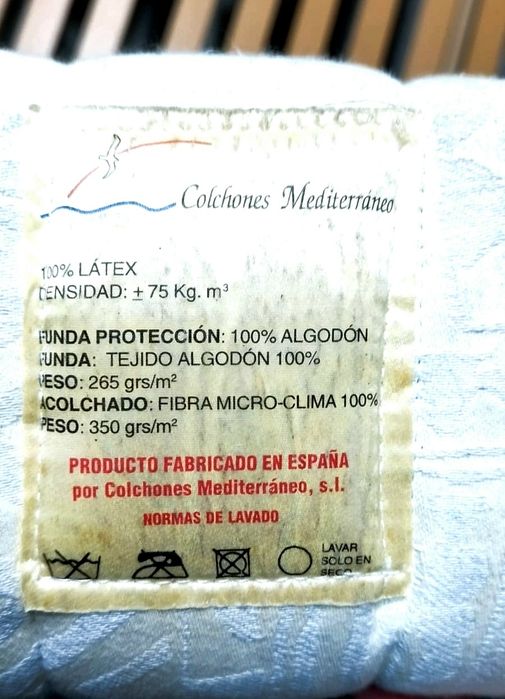 Colchones Mediterráneo
100% LÁTEX
DENSIDAD: ± 75 Kg. m³
FUNDA PROTECCIÓN: 100% ALGODÓN
FUNDA: TEJIDO ALGODÓN 100%
PESO: 265 grs/m²
ACOLCHADO: FIBRA MICRO-CLIMA 100%
PESO: 350 grs/m²
PRODUCTO FABRICADO EN ESPAÑA
por Colchones Mediterráneo, s.l.
NORMAS DE LAVADO
LAVAR
SOLO EN
SECO